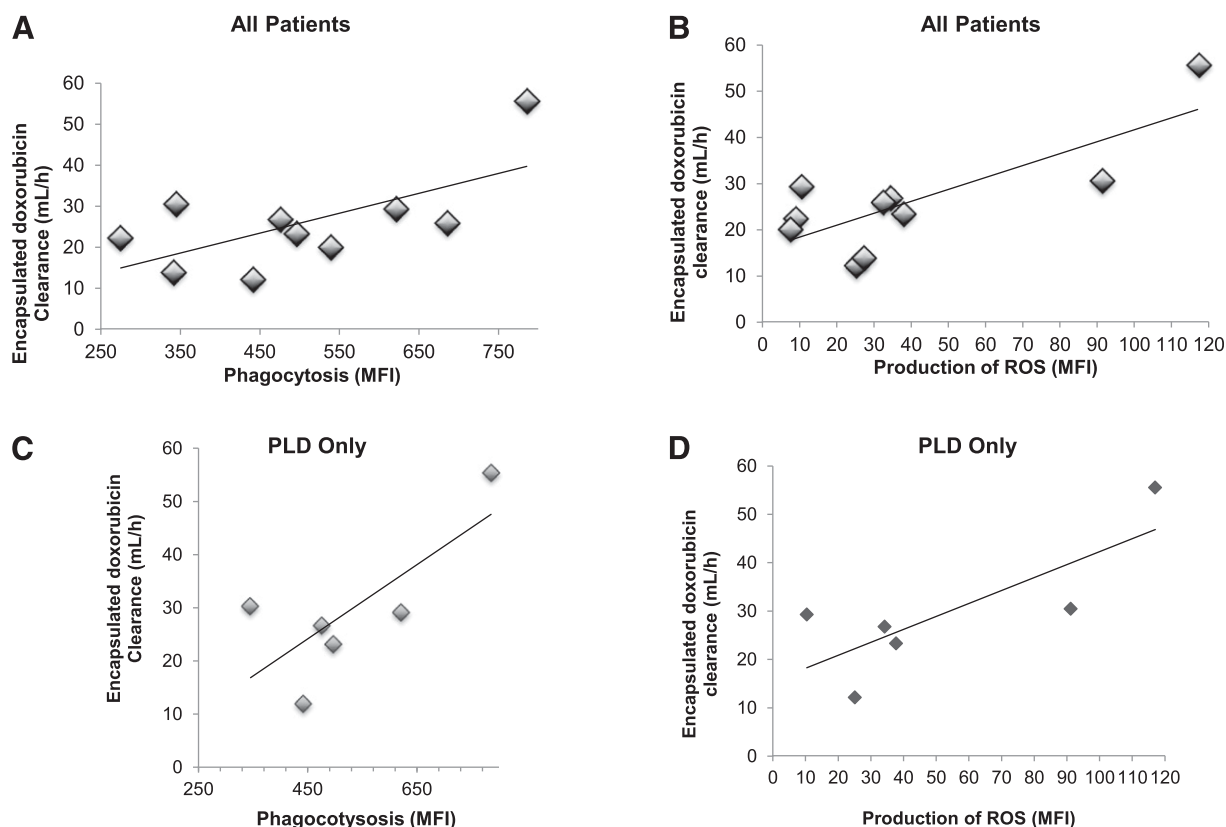 A
All Patients
Encapsulated doxorubicin
Clearance (mL/h)
60
50
40
30
20
10
0
250 350 450 550 650 750
Phagocytosis (MFI)
B
All Patients
Encapsulated doxorubicin
clearance (mL/h)
60
50
40
30
20
10
0
0 10 20 30 40 50 60 70 80 90 100 110 120
Production of ROS (MFI)
C
PLD Only
Encapsulated doxorubicin
Clearance (mL/h)
60
50
40
30
20
10
0
250 450 650
Phagocotysosis (MFI)
D
PLD Only
Encapsulated doxorubicin
clearance (mL/h)
60
50
40
30
20
10
0
0 10 20 30 40 50 60 70 80 90 100 110 120
Production of ROS (MFI)